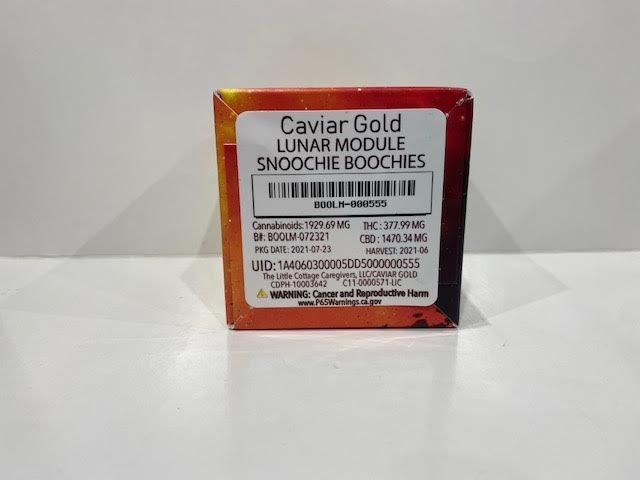 Caviar Gold
LUNAR MODULE
SNOOCHIE BOOCHIES
BOOLM-000555
Cannabinoids: 1929.69 MG THC : 377.99 MG
B#: BOOLM-072321 CBD : 1470.34 MG
PKG DATE: 2021-07-23 HARVEST: 2021-06
UID: 1A4060300005DD5000000555
The Little Cottage Caregivers, LLC/CAVIAR GOLD
CDPH-10003642 C11-0000571-LIC
WARNING: Cancer and Reproductive Harm
www.P65Warnings.ca.gov